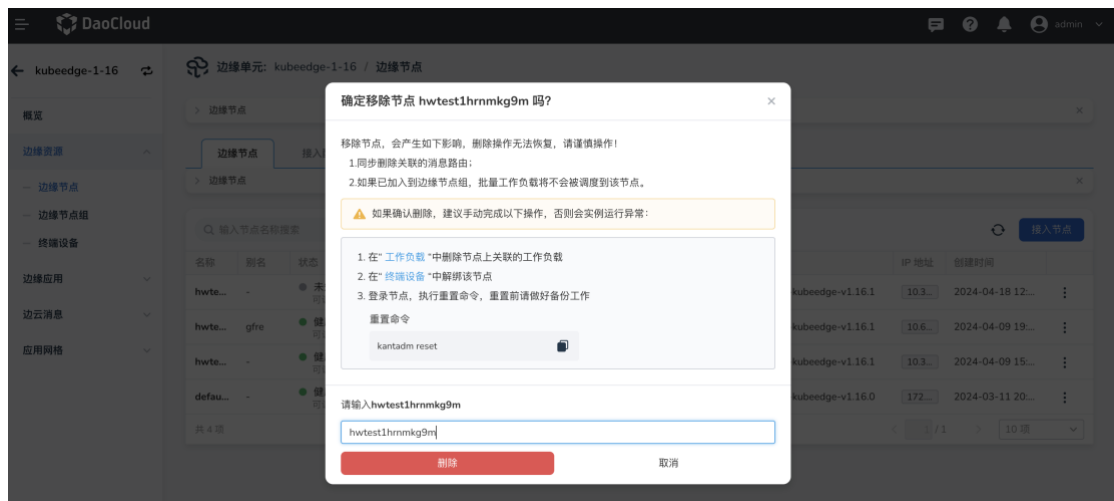 DaoCloud
admin
kubeedge-1-16
边缘单元: kubeedge-1-16 / 边缘节点
概览
边缘资源
边缘节点
边缘节点组
终端设备
边缘应用
边云消息
应用网格
边缘节点
边缘节点
接入
边缘节点
输入节点名称搜索
接入节点
名称 别名 状态 IP 地址 创建时间
hwte... - kubeedge-v1.16.1 10.3... 2024-04-18 12:...
hwte... gfre kubeedge-v1.16.1 10.6... 2024-04-09 19:...
hwte... - kubeedge-v1.16.1 10.3... 2024-04-09 15:...
defau... - kubeedge-v1.16.0 172... 2024-03-11 20:...
共 4 项 1 / 1 10 项
确定移除节点 hwtest1hrnmkg9m 吗?
移除节点，会产生如下影响，删除操作无法恢复，请谨慎操作!
1.同步删除关联的消息路由;
2.如果已加入到边缘节点组，批量工作负载将不会被调度到该节点。
如果确认删除，建议手动完成以下操作，否则会实例运行异常:
1. 在“ 工作负载 ”中删除节点上关联的工作负载
2. 在“ 终端设备 ”中解绑该节点
3. 登录节点，执行重置命令，重置前请做好备份工作
重置命令
kantadm reset
请输入hwtest1hrnmkg9m
hwtest1hrnmkg9m
删除 取消